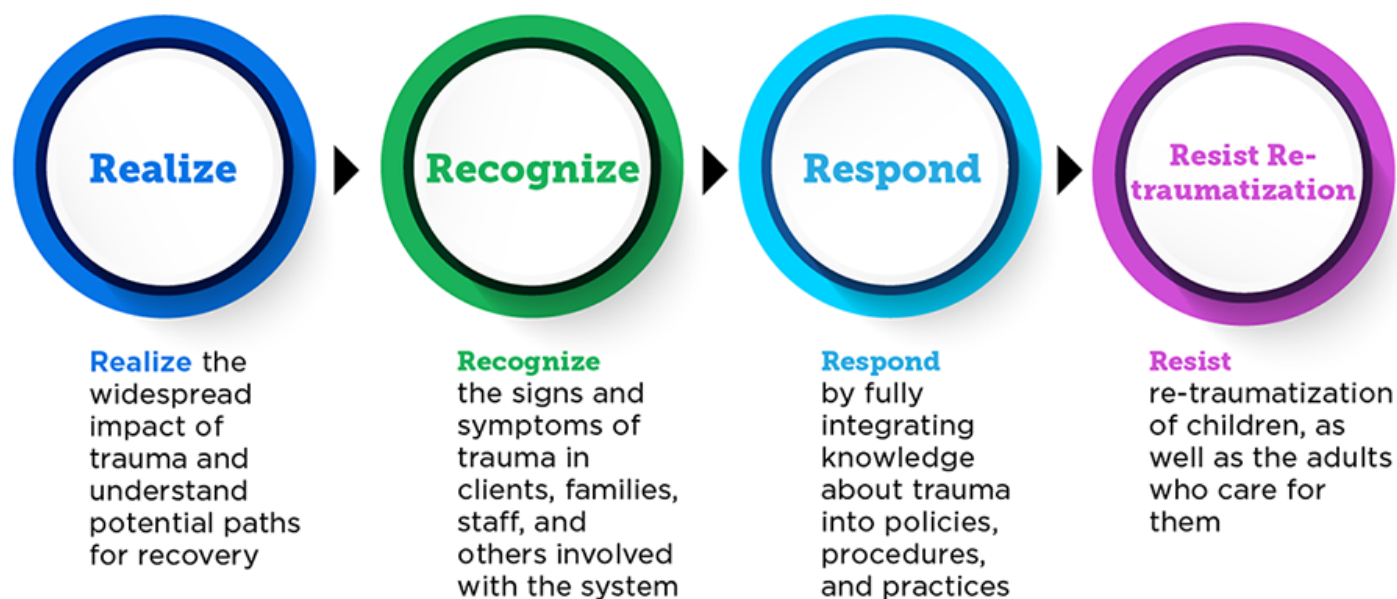 Realize
Recognize
Respond
Resist Re-
traumatization
Realize the
widespread
impact of
trauma and
understand
potential paths
for recovery
Recognize
the signs and
symptoms of
trauma in
clients, families,
staff, and
others involved
with the system
Respond
by fully
integrating
knowledge
about trauma
into policies,
procedures,
and practices
Resist
re-traumatization
of children, as
well as the adults
who care for
them